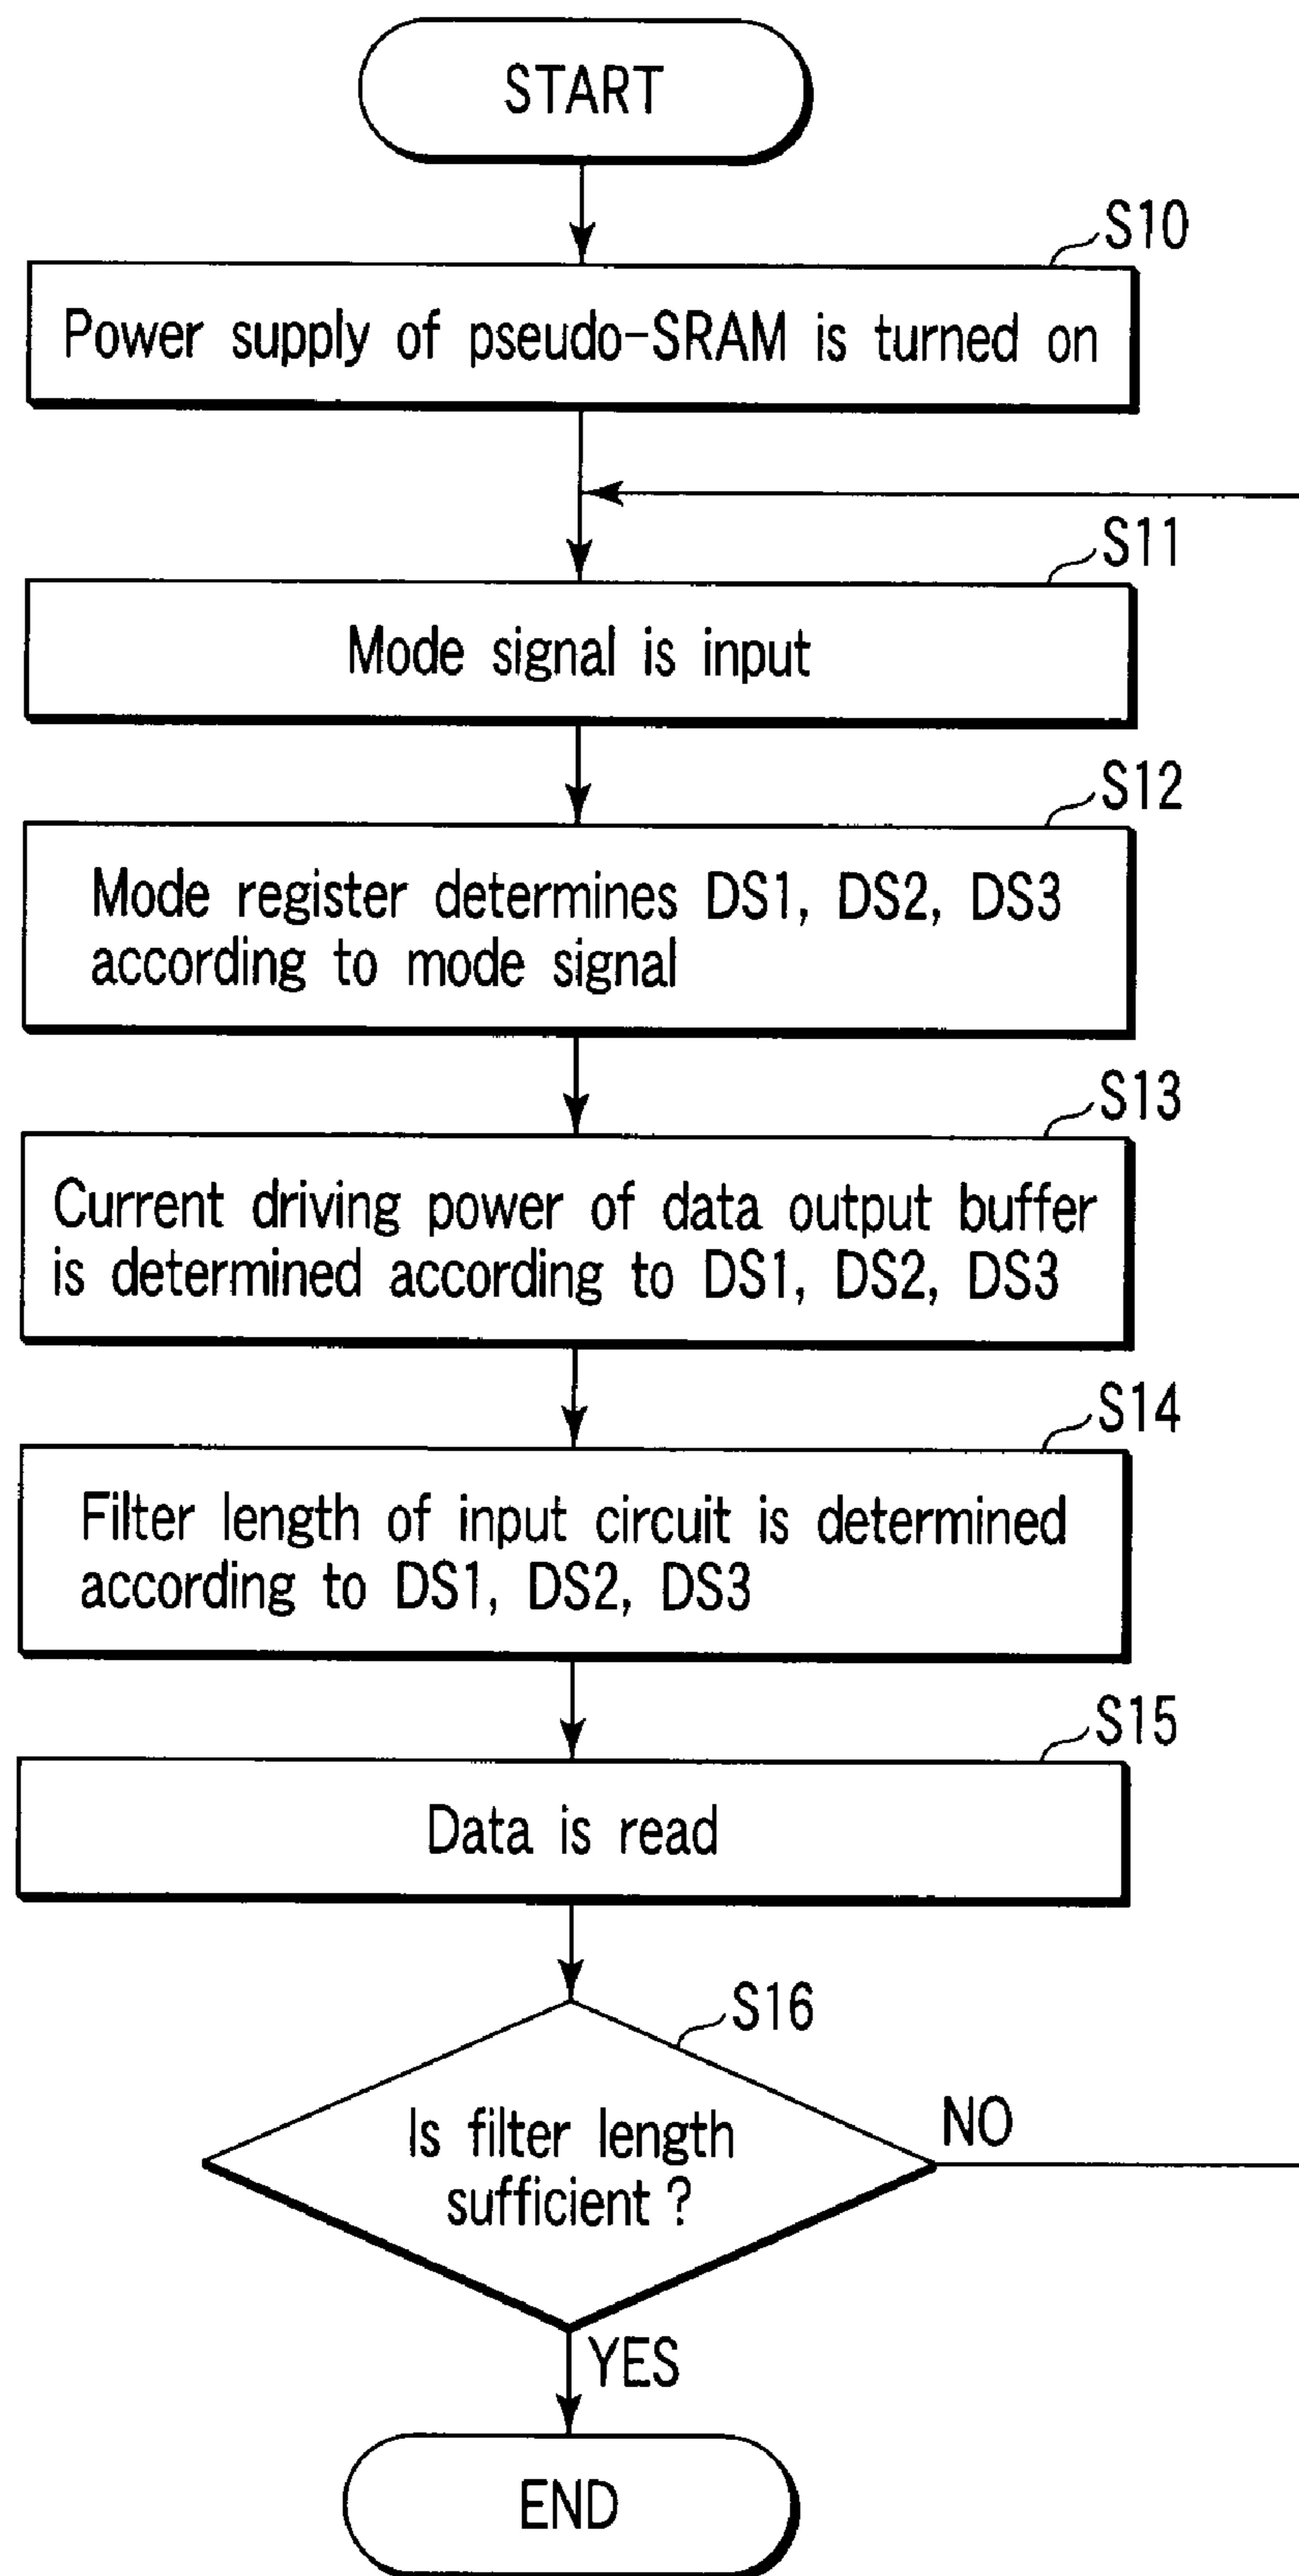 START
S10
Power supply of pseudo-SRAM is turned on
S11
Mode signal is input
S12
Mode register determines DS1, DS2, DS3
according to mode signal
S13
Current driving power of data output buffer
is determined according to DS1, DS2, DS3
S14
Filter length of input circuit is determined
according to DS1, DS2, DS3
S15
Data is read
S16
Is filter length
sufficient ?
NO
YES
END